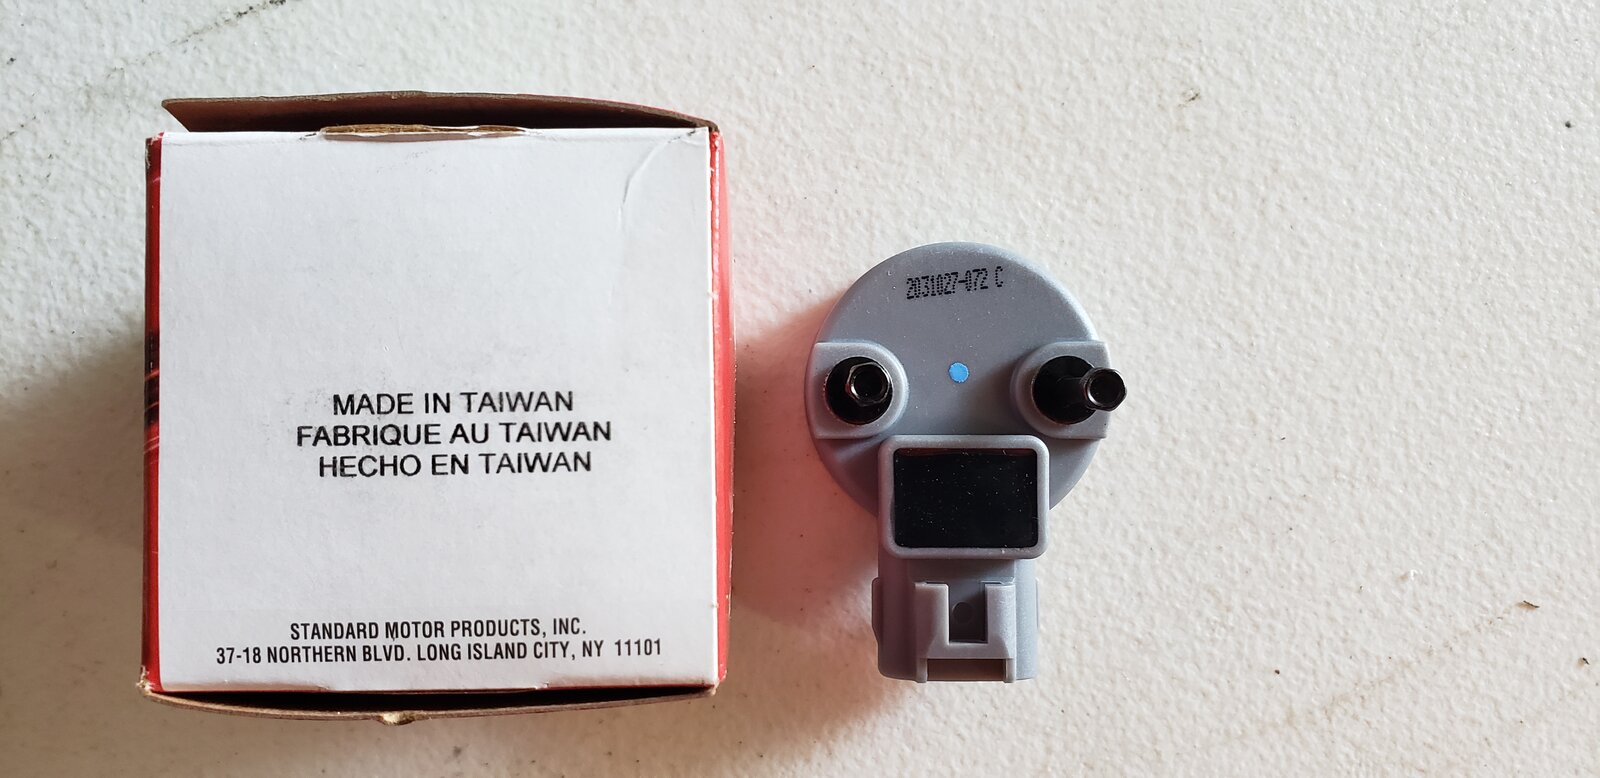 MADE IN TAIWAN
FABRIQUE AU TAIWAN
HECHO EN TAIWAN
STANDARD MOTOR PRODUCTS, INC.
37-18 NORTHERN BLVD. LONG ISLAND CITY, NY 11101
2031027-072 C